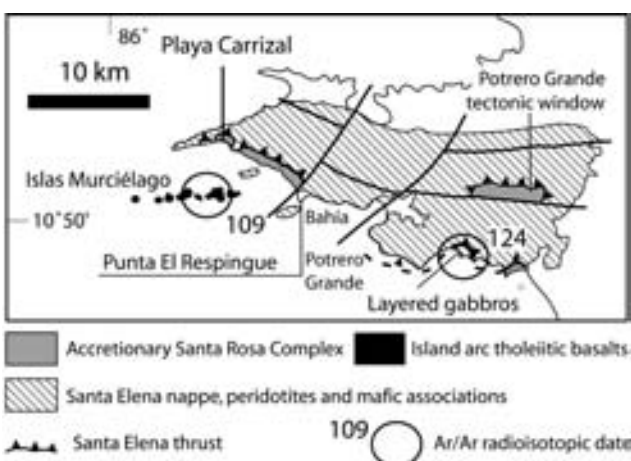 86°
Playa Carrizal
10 km
Potrero Grande
tectonic window
Islas Murciélago
109
10°50'
Bahía
Potrero
Grande
124
Punta El Respingue
Layered gabbros
Accretionary Santa Rosa Complex
Island arc tholeiitic basalts
Santa Elena nappe, peridotites and mafic associations
Santa Elena thrust
109
Ar/Ar radioisotopic date